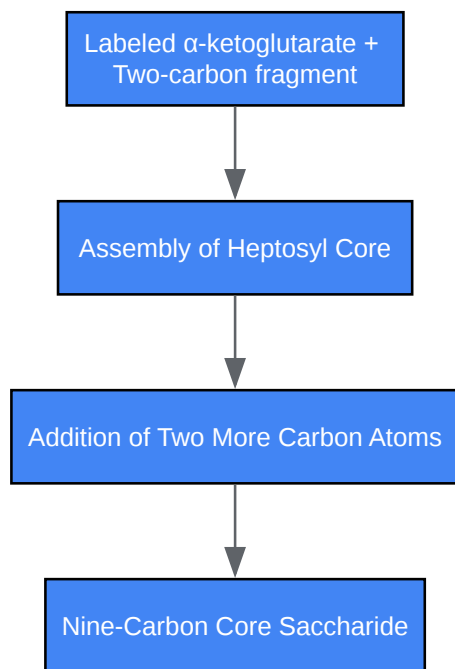 Labeled α-ketoglutarate +
Two-carbon fragment
Assembly of Heptosyl Core
Addition of Two More Carbon Atoms
Nine-Carbon Core Saccharide